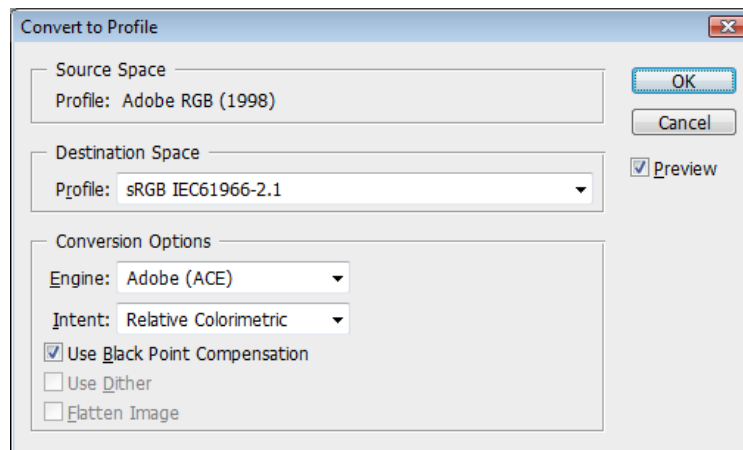 Convert to Profile
Source Space
Profile: Adobe RGB (1998)
OK
Cancel
Preview
Destination Space
Profile: sRGB IEC61966-2.1
Conversion Options
Engine: Adobe (ACE)
Intent: Relative Colorimetric
Use Black Point Compensation
Use Dither
Flatten Image